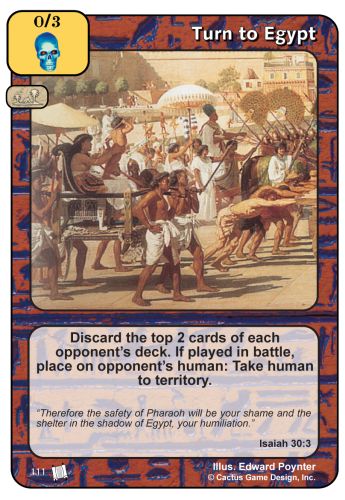 0/3
Turn to Egypt
Discard the top 2 cards of each
opponent's deck. If played in battle,
place on opponent's human: Take human
to territory.
"Therefore the safety of Pharaoh will be your shame and the
shelter in the shadow of Egypt, your humiliation."
Isaiah 30:3
Illus. Edward Poynter
© Cactus Game Design, Inc.